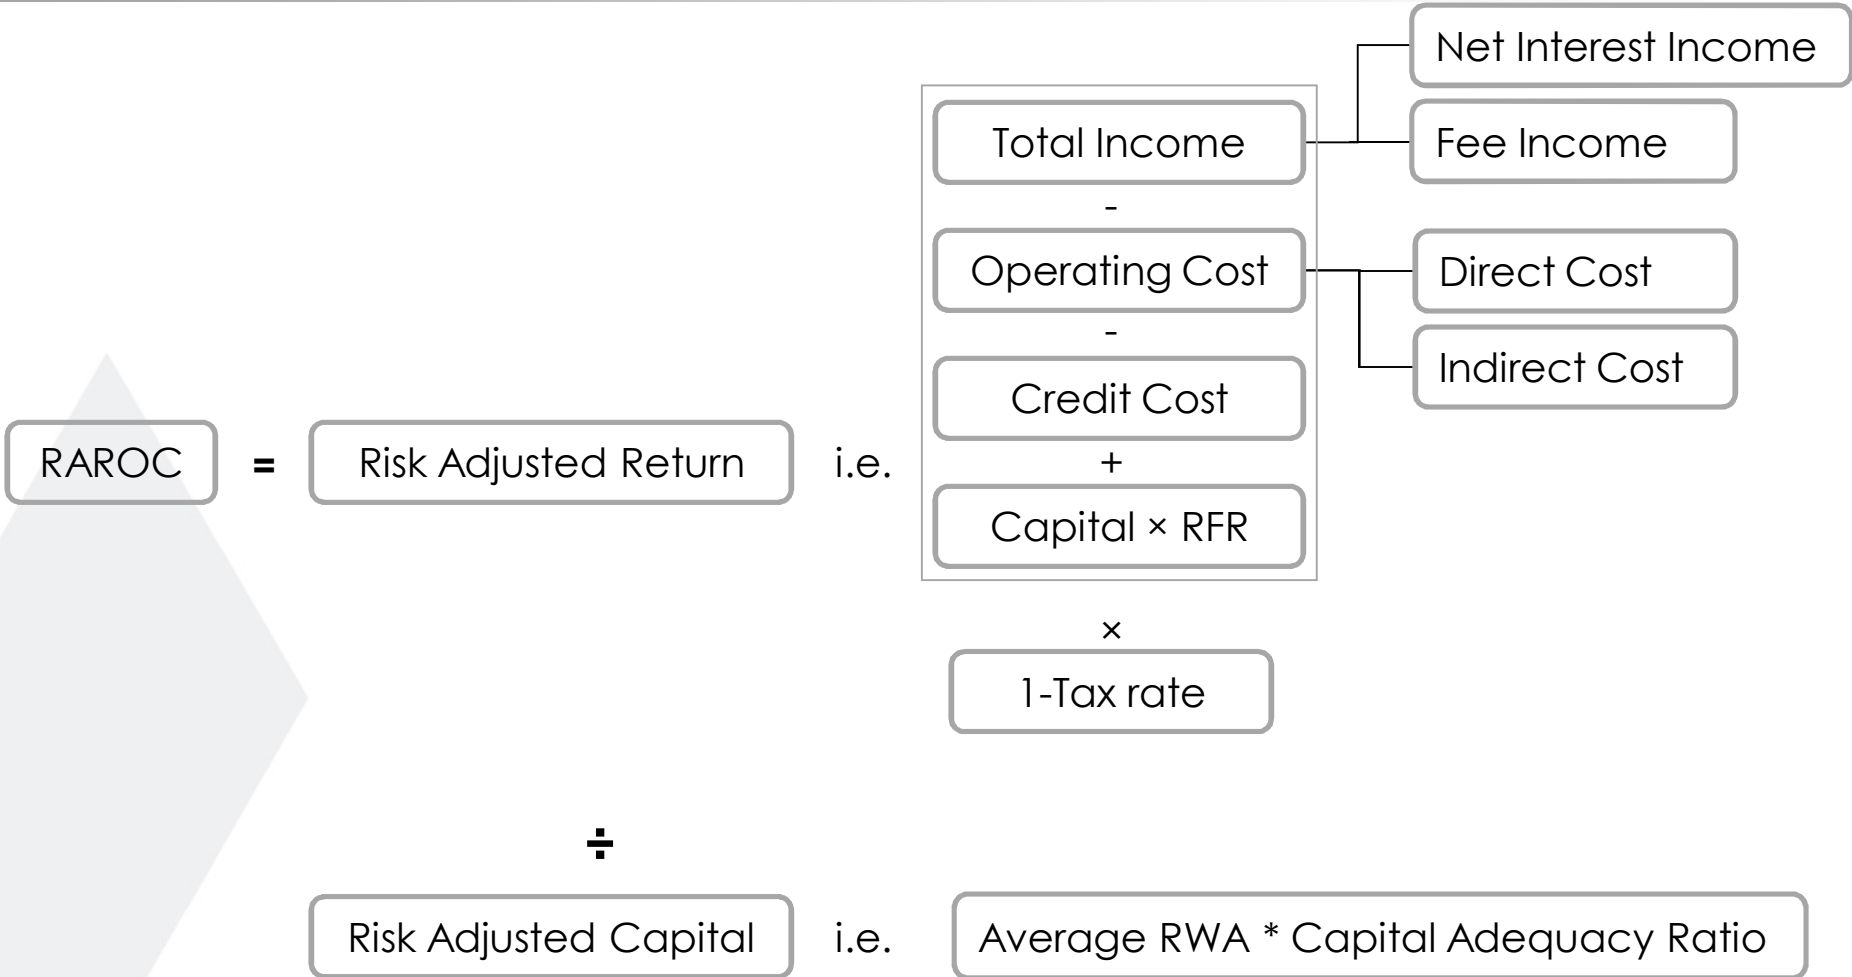 Net Interest Income
Total Income
Fee Income
-
Operating Cost
Direct Cost
-
Indirect Cost
Credit Cost
RAROC = Risk Adjusted Return i.e.
+
Capital × RFR
×
1-Tax rate
÷
Risk Adjusted Capital i.e. Average RWA * Capital Adequacy Ratio